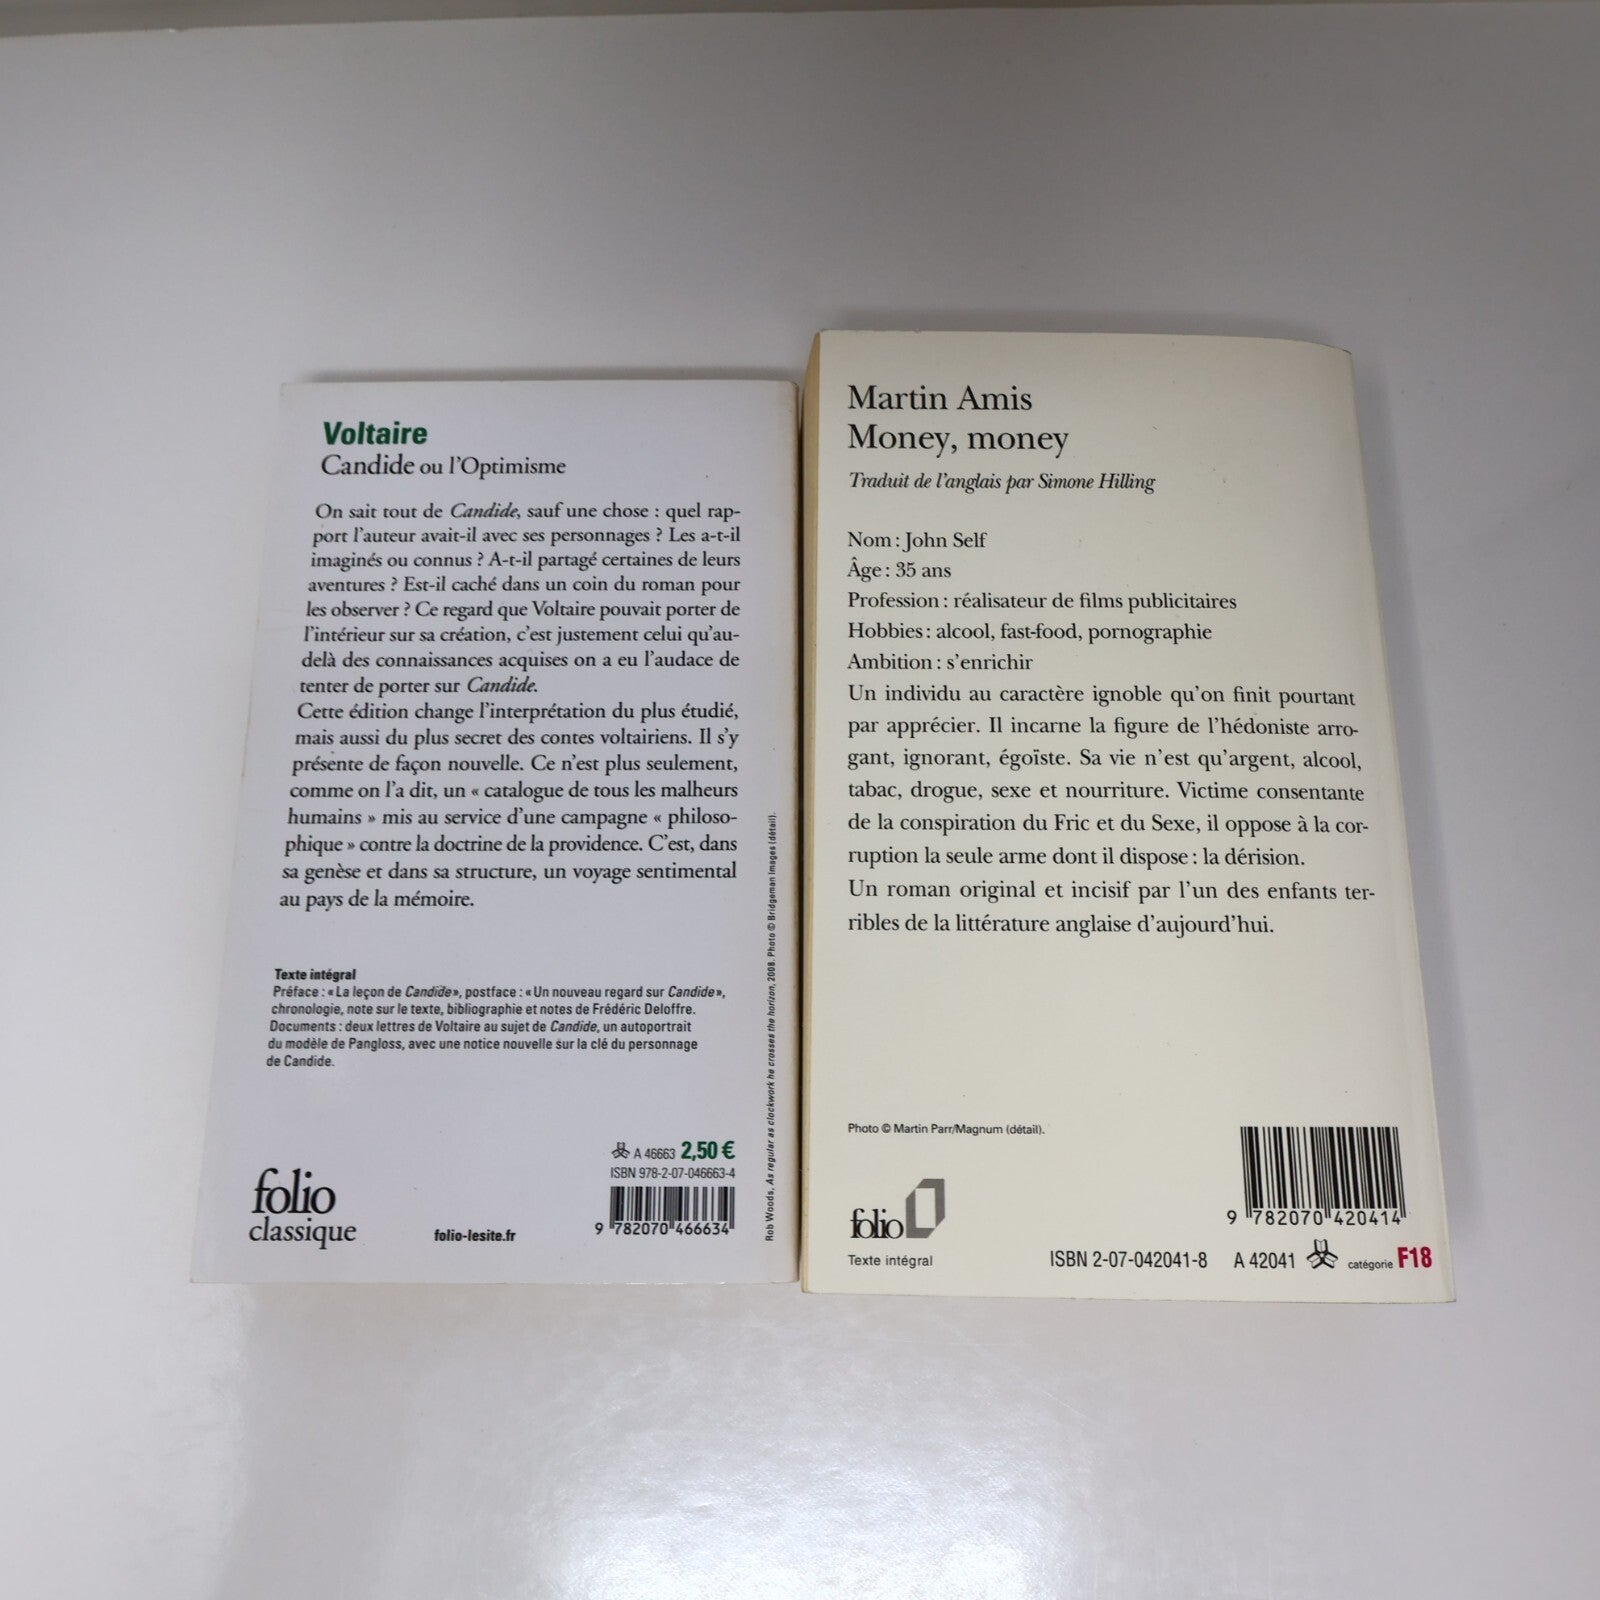 Voltaire
Candide ou l'Optimisme
On sait tout de Candide, sauf une chose : quel rap-
port l'auteur avait-il avec ses personnages ? Les a-t-il
imaginés ou connus ? A-t-il partagé certaines de leurs
aventures ? Est-il caché dans un coin du roman pour
les observer ? Ce regard que Voltaire pouvait porter de
l'intérieur sur sa création, c'est justement celui qu'au-
delà des connaissances acquises on a eu l'audace de
tenter de porter sur Candide.
Cette édition change l'interprétation du plus étudié,
mais aussi du plus secret des contes voltairiens. Il s'y
présente de façon nouvelle. Ce n'est plus seulement,
comme on l'a dit, un « catalogue de tous les malheurs
humains » mis au service d'une campagne « philoso-
phique » contre la doctrine de la providence. C'est, dans
sa genèse et dans sa structure, un voyage sentimental
au pays de la mémoire.
Texte intégral
Préface : « La leçon de Candide », postface : « Un nouveau regard sur Candide »,
chronologie, note sur le texte, bibliographie et notes de Frédéric Deloffre.
Documents : deux lettres de Voltaire au sujet de Candide, un autoportrait
du modèle de Pangloss, avec une notice nouvelle sur la clé du personnage
de Candide.
A 46663 2,50 €
ISBN 978-2-07-046663-4
9 782070 466634
folio
classique
folio-lesite.fr
Rob Woods, As regular as clockwork he crosses the horizon, 2008. Photo © Bridgeman Images (détail).
Martin Amis
Money, money
Traduit de l'anglais par Simone Hilling
Nom : John Self
Âge : 35 ans
Profession : réalisateur de films publicitaires
Hobbies : alcool, fast-food, pornographie
Ambition : s'enrichir
Un individu au caractère ignoble qu'on finit pourtant
par apprécier. Il incarne la figure de l'hédoniste arro-
gant, ignorant, égoïste. Sa vie n'est qu'argent, alcool,
tabac, drogue, sexe et nourriture. Victime consentante
de la conspiration du Fric et du Sexe, il oppose à la cor-
ruption la seule arme dont il dispose : la dérision.
Un roman original et incisif par l'un des enfants ter-
ribles de la littérature anglaise d'aujourd'hui.
Photo © Martin Parr/Magnum (détail).
9 782070 420414
folio
Texte intégral
ISBN 2-07-042041-8 A 42041 catégorie F18